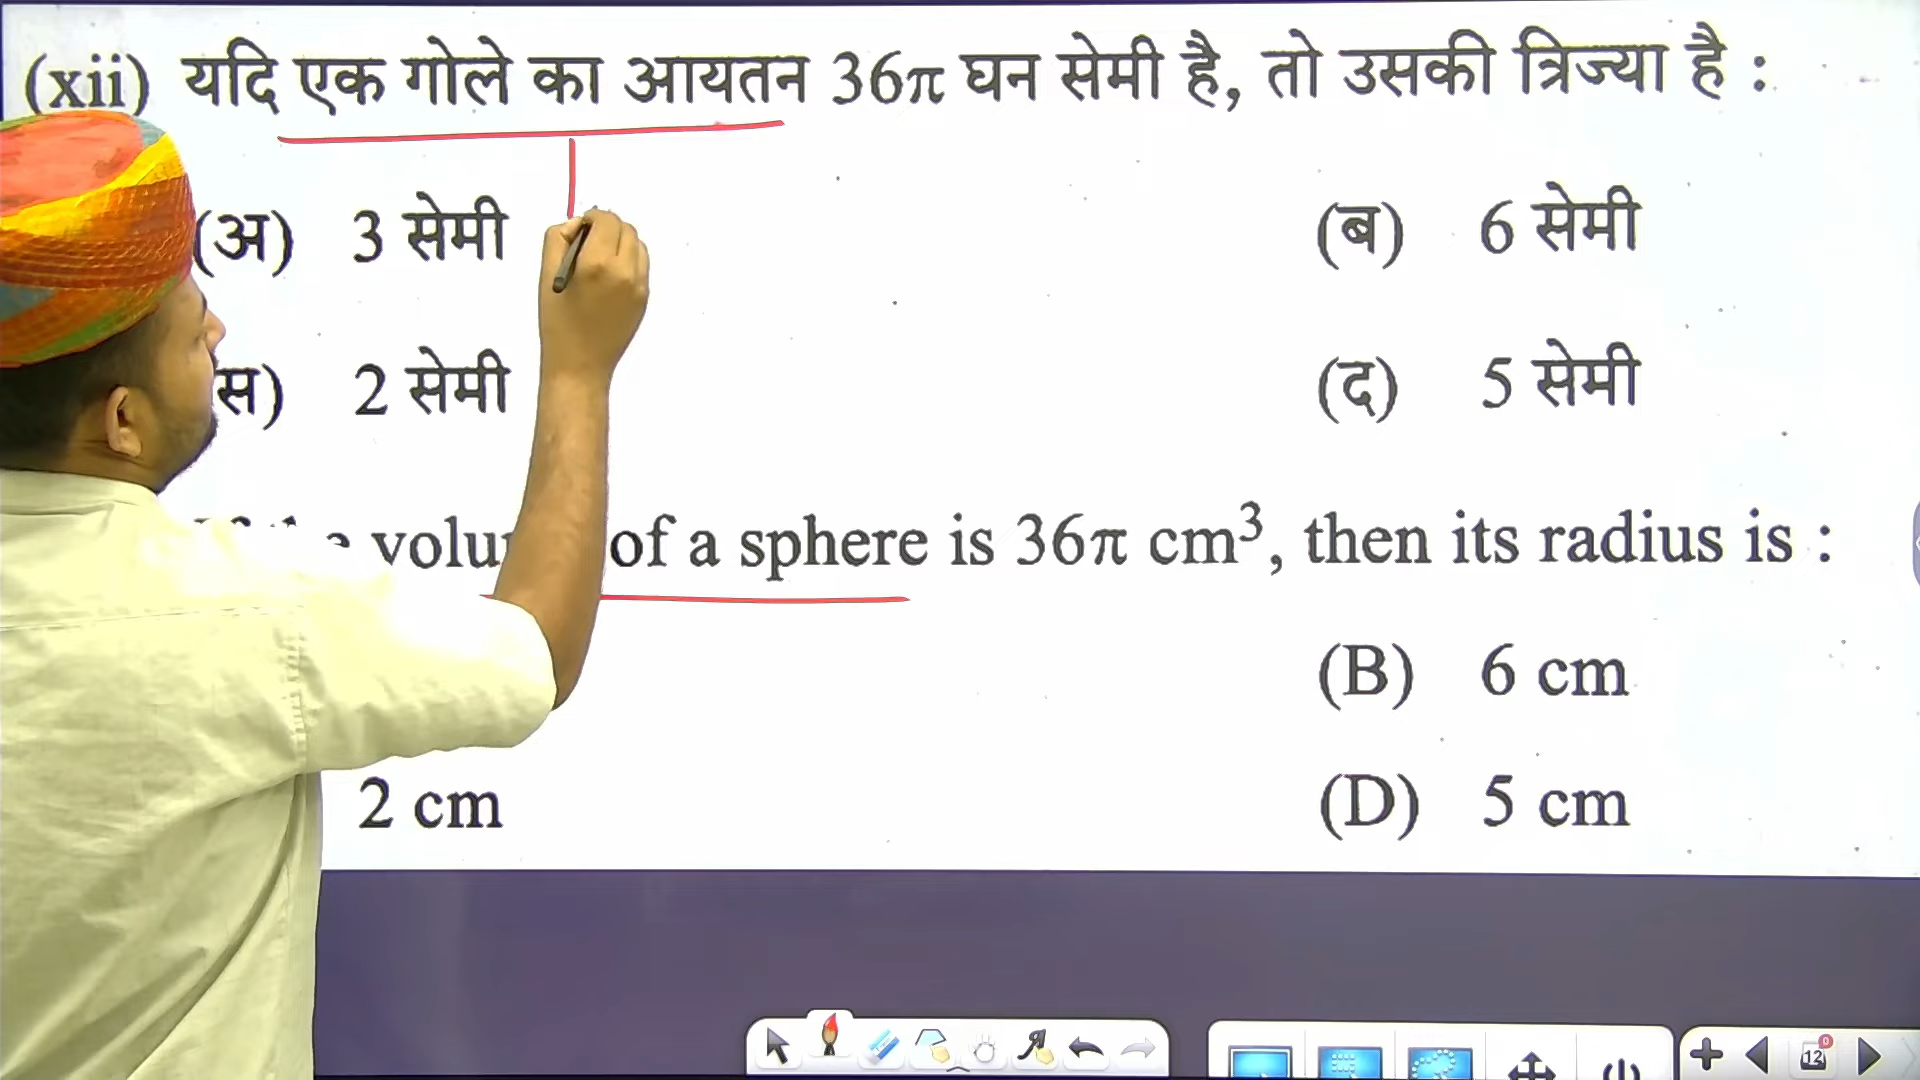 (xii) यदि एक गोले का आयतन 36π घन सेमी है, तो उसकी त्रिज्या है :
(अ) 3 सेमी (ब) 6 सेमी
स) 2 सेमी (द) 5 सेमी
of a sphere is 36π cm³, then its radius is :
(B) 6 cm
2 cm (D) 5 cm
12